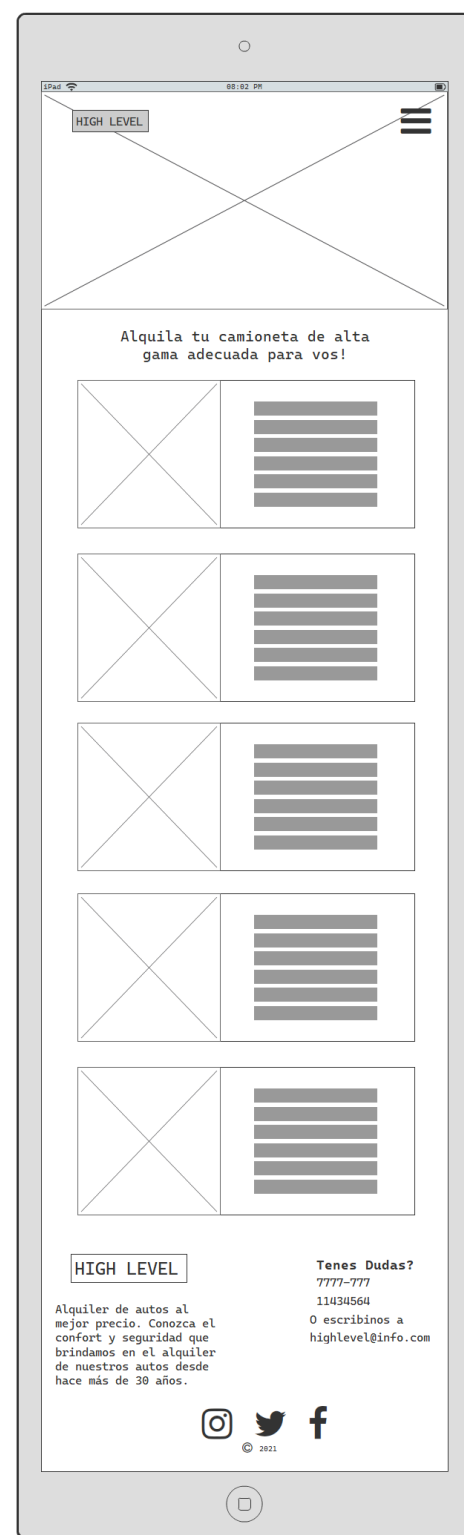 iPad 08:02 PM
HIGH LEVEL
Alquila tu camioneta de alta
gama adecuada para vos!
HIGH LEVEL
Alquiler de autos al
mejor precio. Conozca el
confort y seguridad que
brindamos en el alquiler
de nuestros autos desde
hace más de 30 años.
Tenes Dudas?
7777-777
11434564
O escribinos a
highlevel@info.com
© 2021